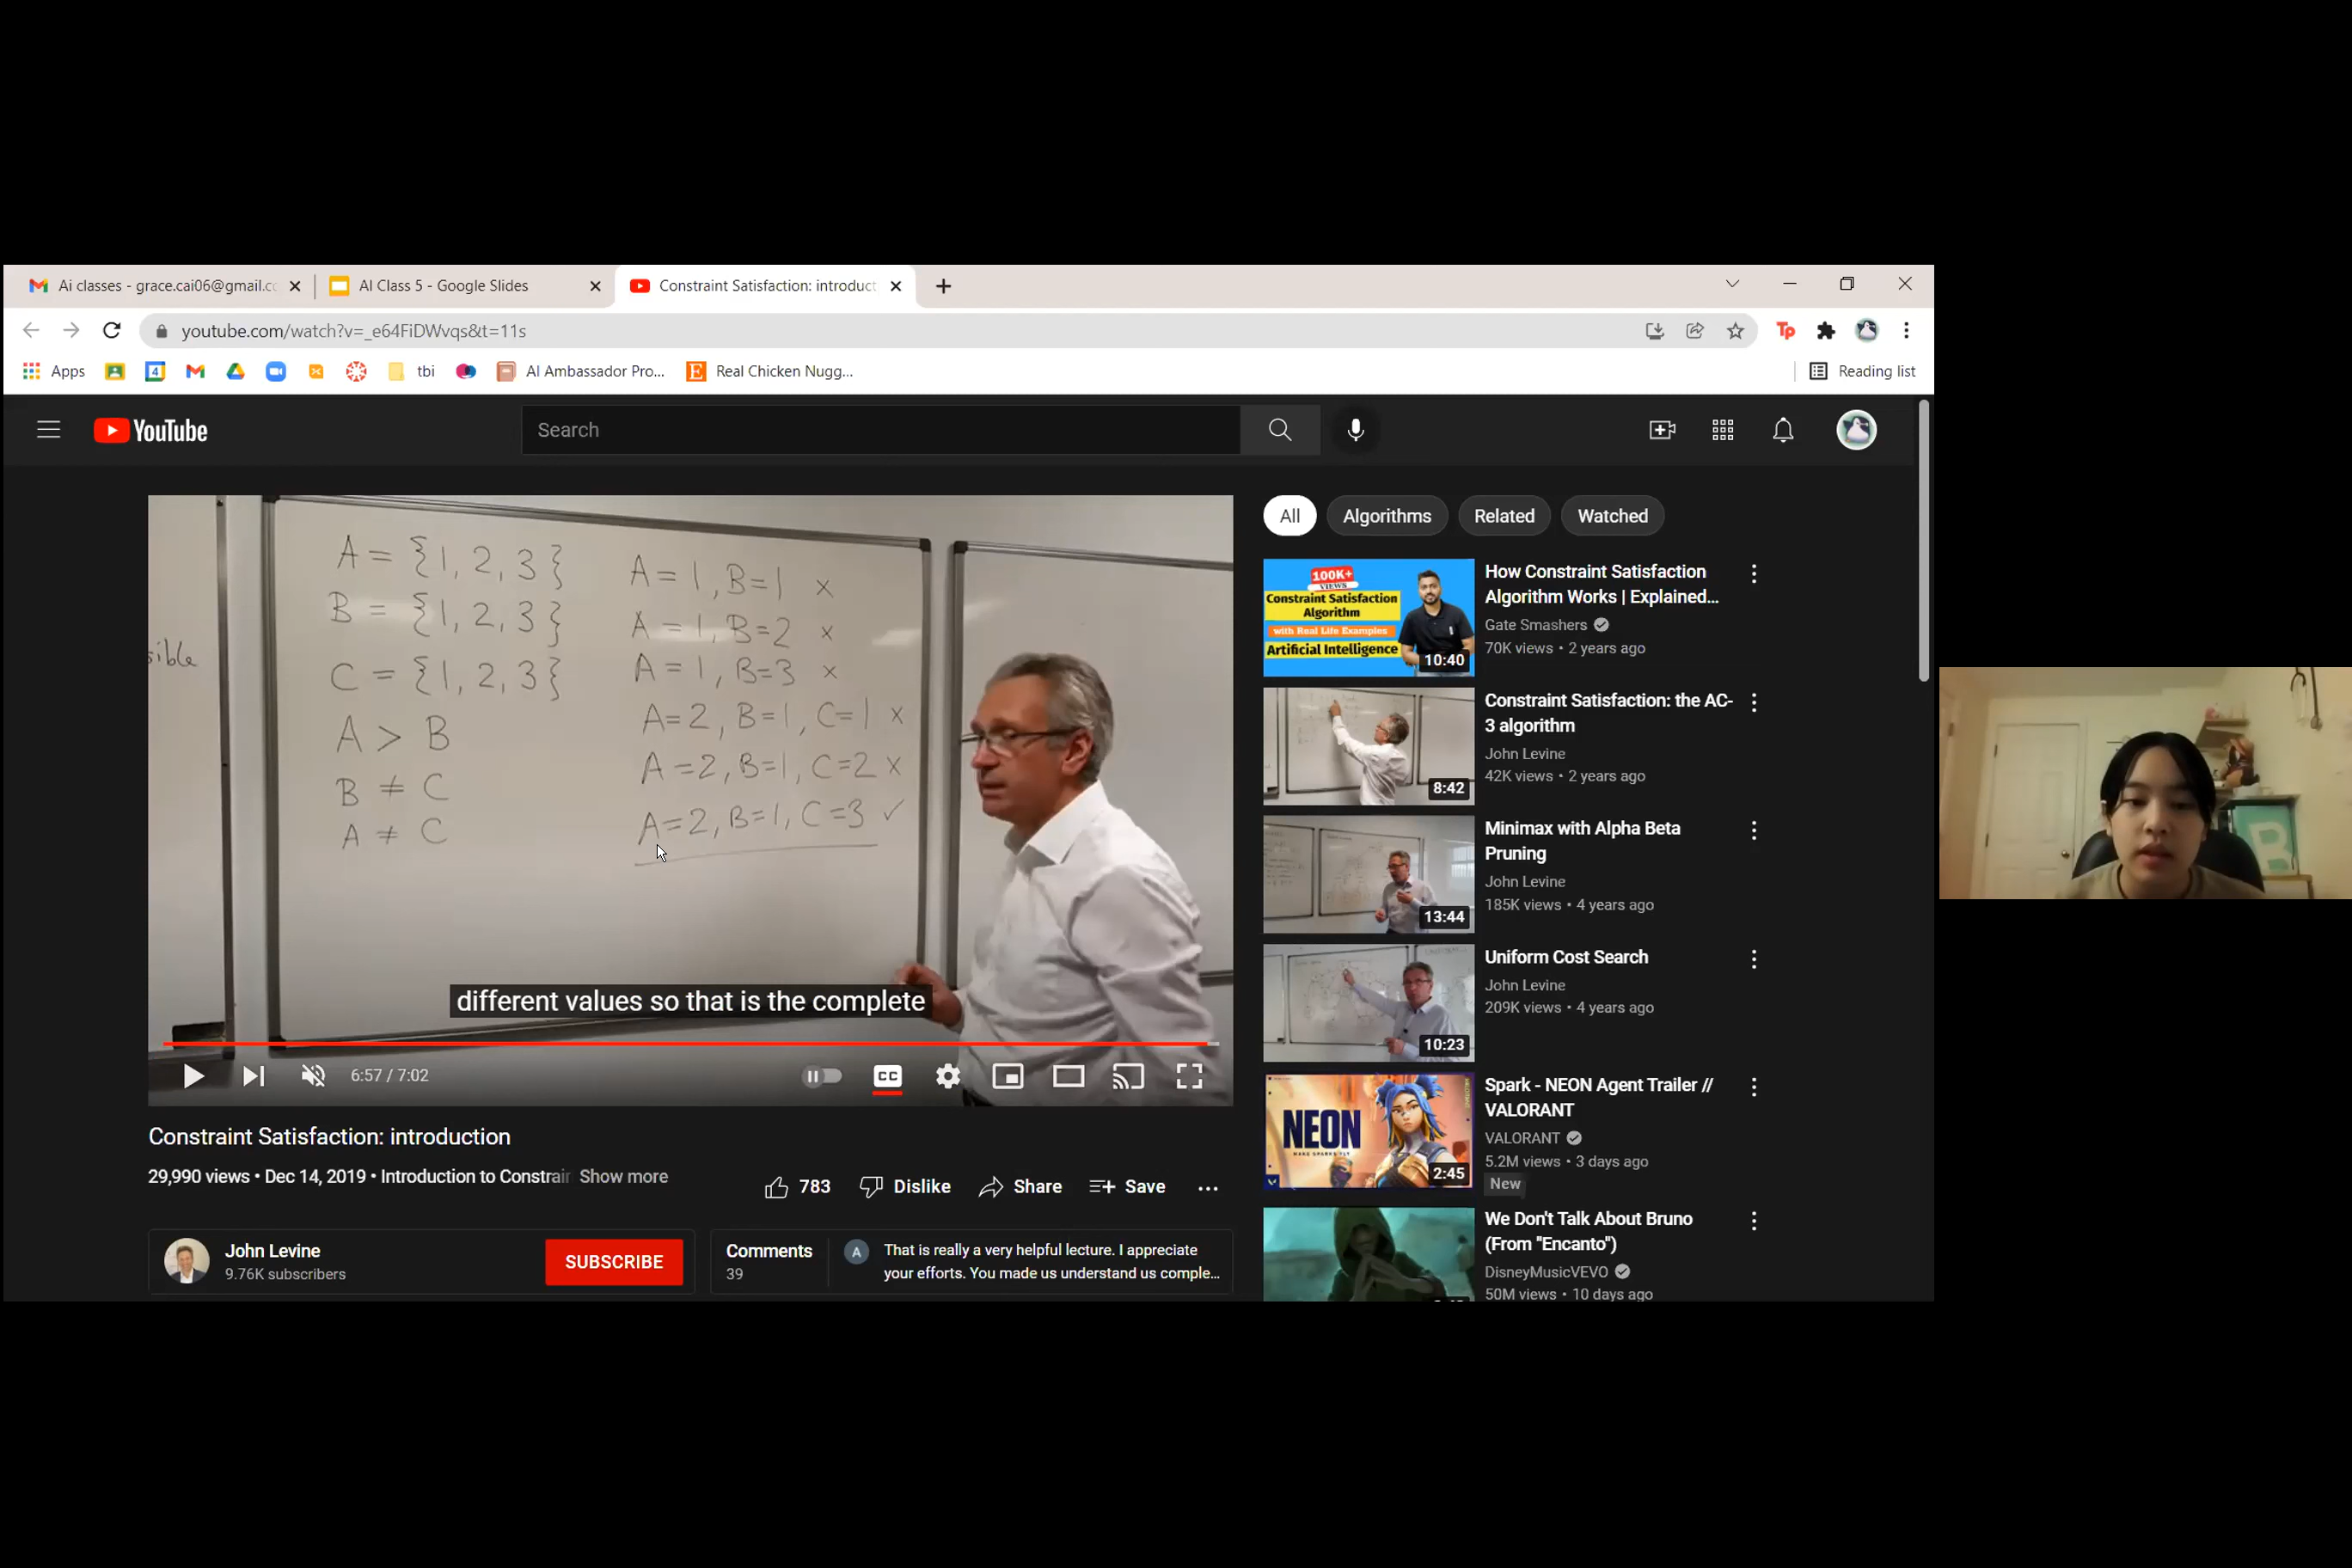 Ai classes - grace.cai06@gmail.cc
AI Class 5 - Google Slides
Constraint Satisfaction: introduct
youtube.com/watch?v=_e64FiDWvqs&t=11s
Apps
4
tbi
AI Ambassador Pro...
E
Real Chicken Nugg...
Tp
Reading list
YouTube
Search
sible
A = {1, 2, 3}
B = {1, 2, 3}
C = {1, 2, 3}
A > B
B ≠ C
A ≠ C
A = 1, B=1 x
A = 1, B=2 x
A = 1, B=3 x
A=2, B=1, C=1 x
A=2, B=1, C=2 x
A=2, B=1, C=3 ✓
different values so that is the complete
6:57 / 7:02
CC
Constraint Satisfaction: introduction
29,990 views • Dec 14, 2019 • Introduction to Constrair Show more
783
Dislike
Share
Save
John Levine
9.76K subscribers
SUBSCRIBE
Comments
39
A
That is really a very helpful lecture. I appreciate
your efforts. You made us understand us comple...
All
Algorithms
Related
Watched
100K+
VIEWS
Constraint Satisfaction
Algorithm
with Real Life Examples
Artificial Intelligence
10:40
How Constraint Satisfaction
Algorithm Works | Explained...
Gate Smashers
70K views • 2 years ago
8:42
Constraint Satisfaction: the AC-
3 algorithm
John Levine
42K views • 2 years ago
13:44
Minimax with Alpha Beta
Pruning
John Levine
185K views • 4 years ago
10:23
Uniform Cost Search
John Levine
209K views • 4 years ago
NEON
2:45
Spark - NEON Agent Trailer //
VALORANT
VALORANT
5.2M views • 3 days ago
New
We Don't Talk About Bruno
(From "Encanto")
DisneyMusicVEVO
50M views • 10 days ago
B